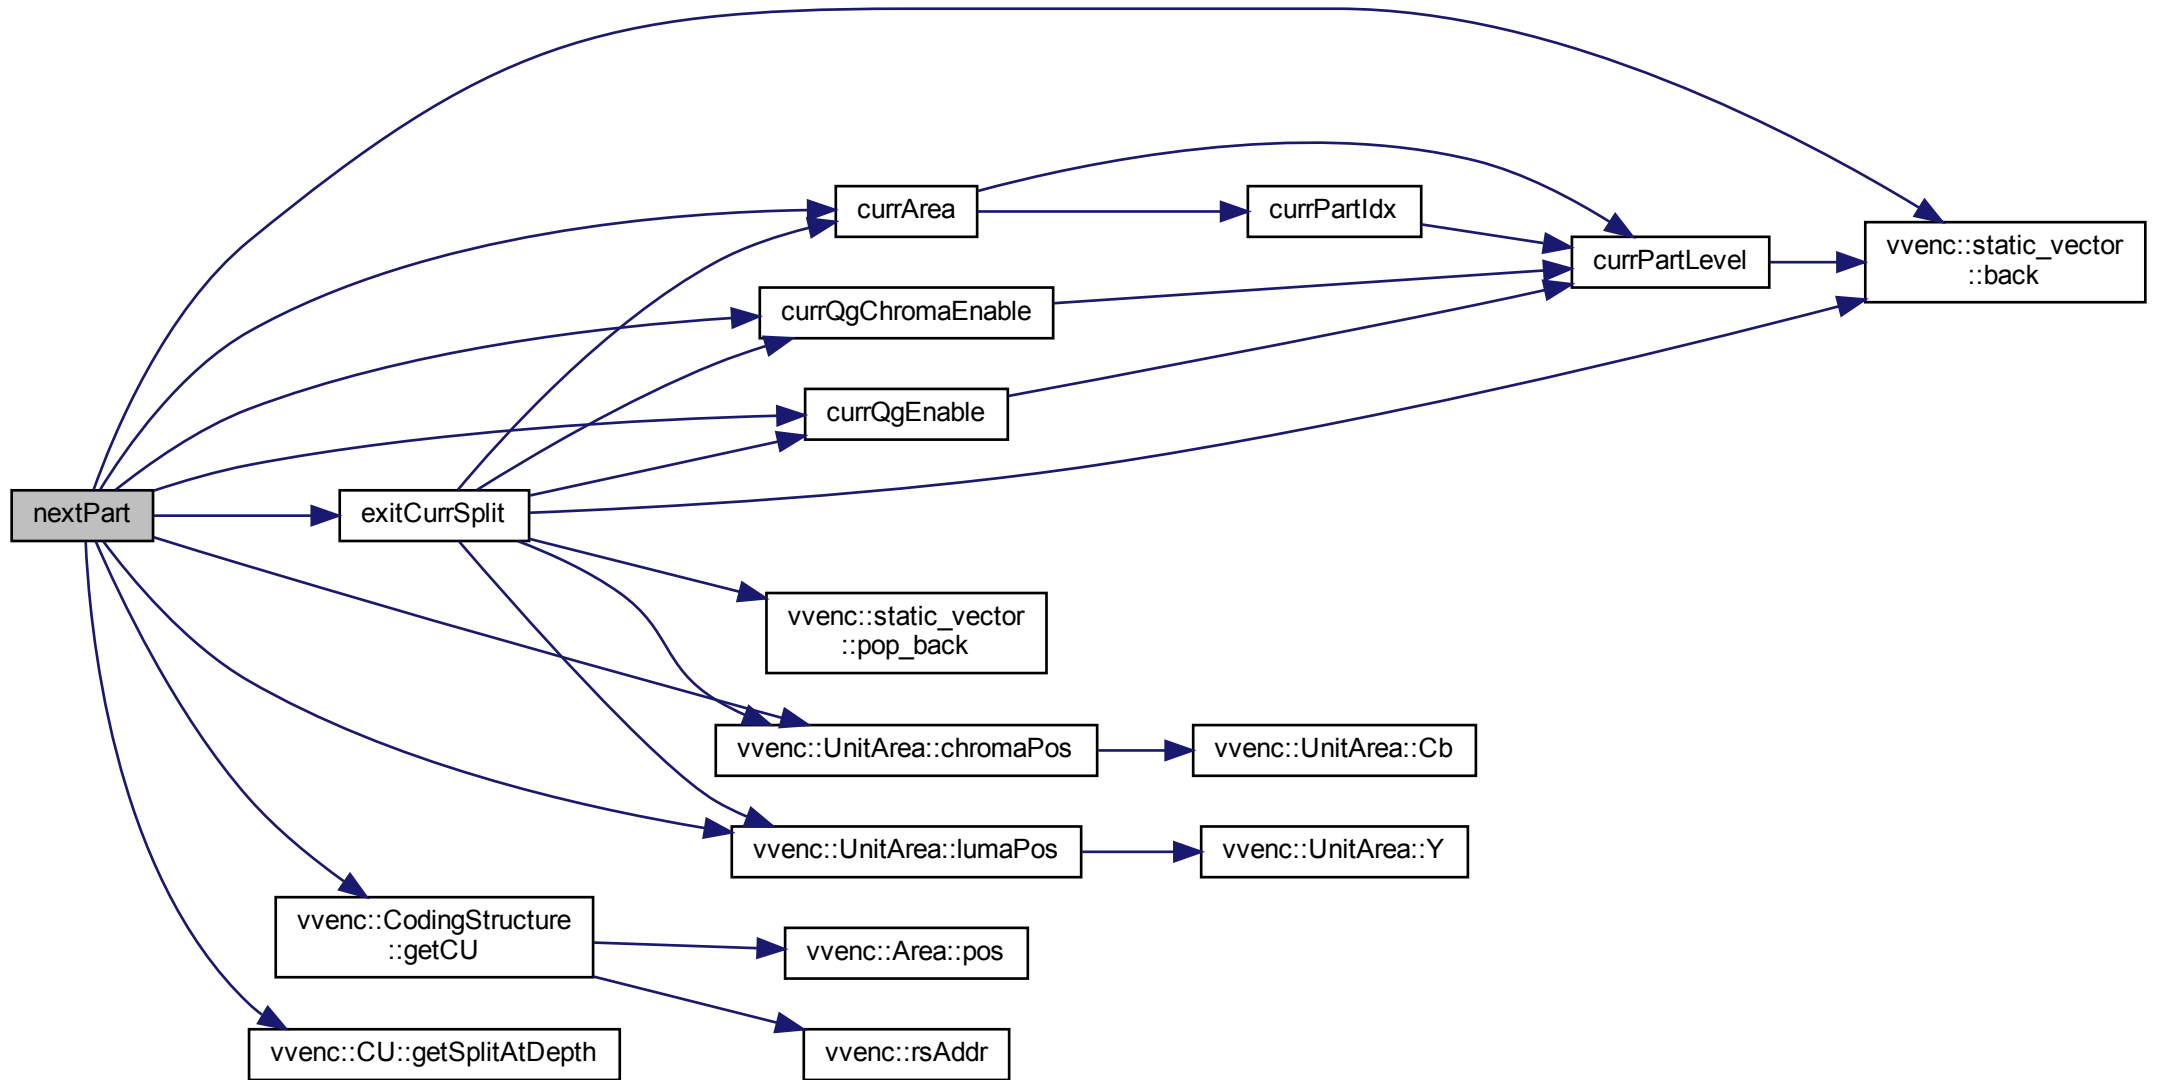 nextPart
exitCurrSplit
currArea
currPartIdx
currPartLevel
vvenc::static_vector
::back
currQgChromaEnable
currQgEnable
vvenc::static_vector
::pop_back
vvenc::UnitArea::chromaPos
vvenc::UnitArea::Cb
vvenc::UnitArea::lumaPos
vvenc::UnitArea::Y
vvenc::CodingStructure
::getCU
vvenc::Area::pos
vvenc::rsAddr
vvenc::CU::getSplitAtDepth